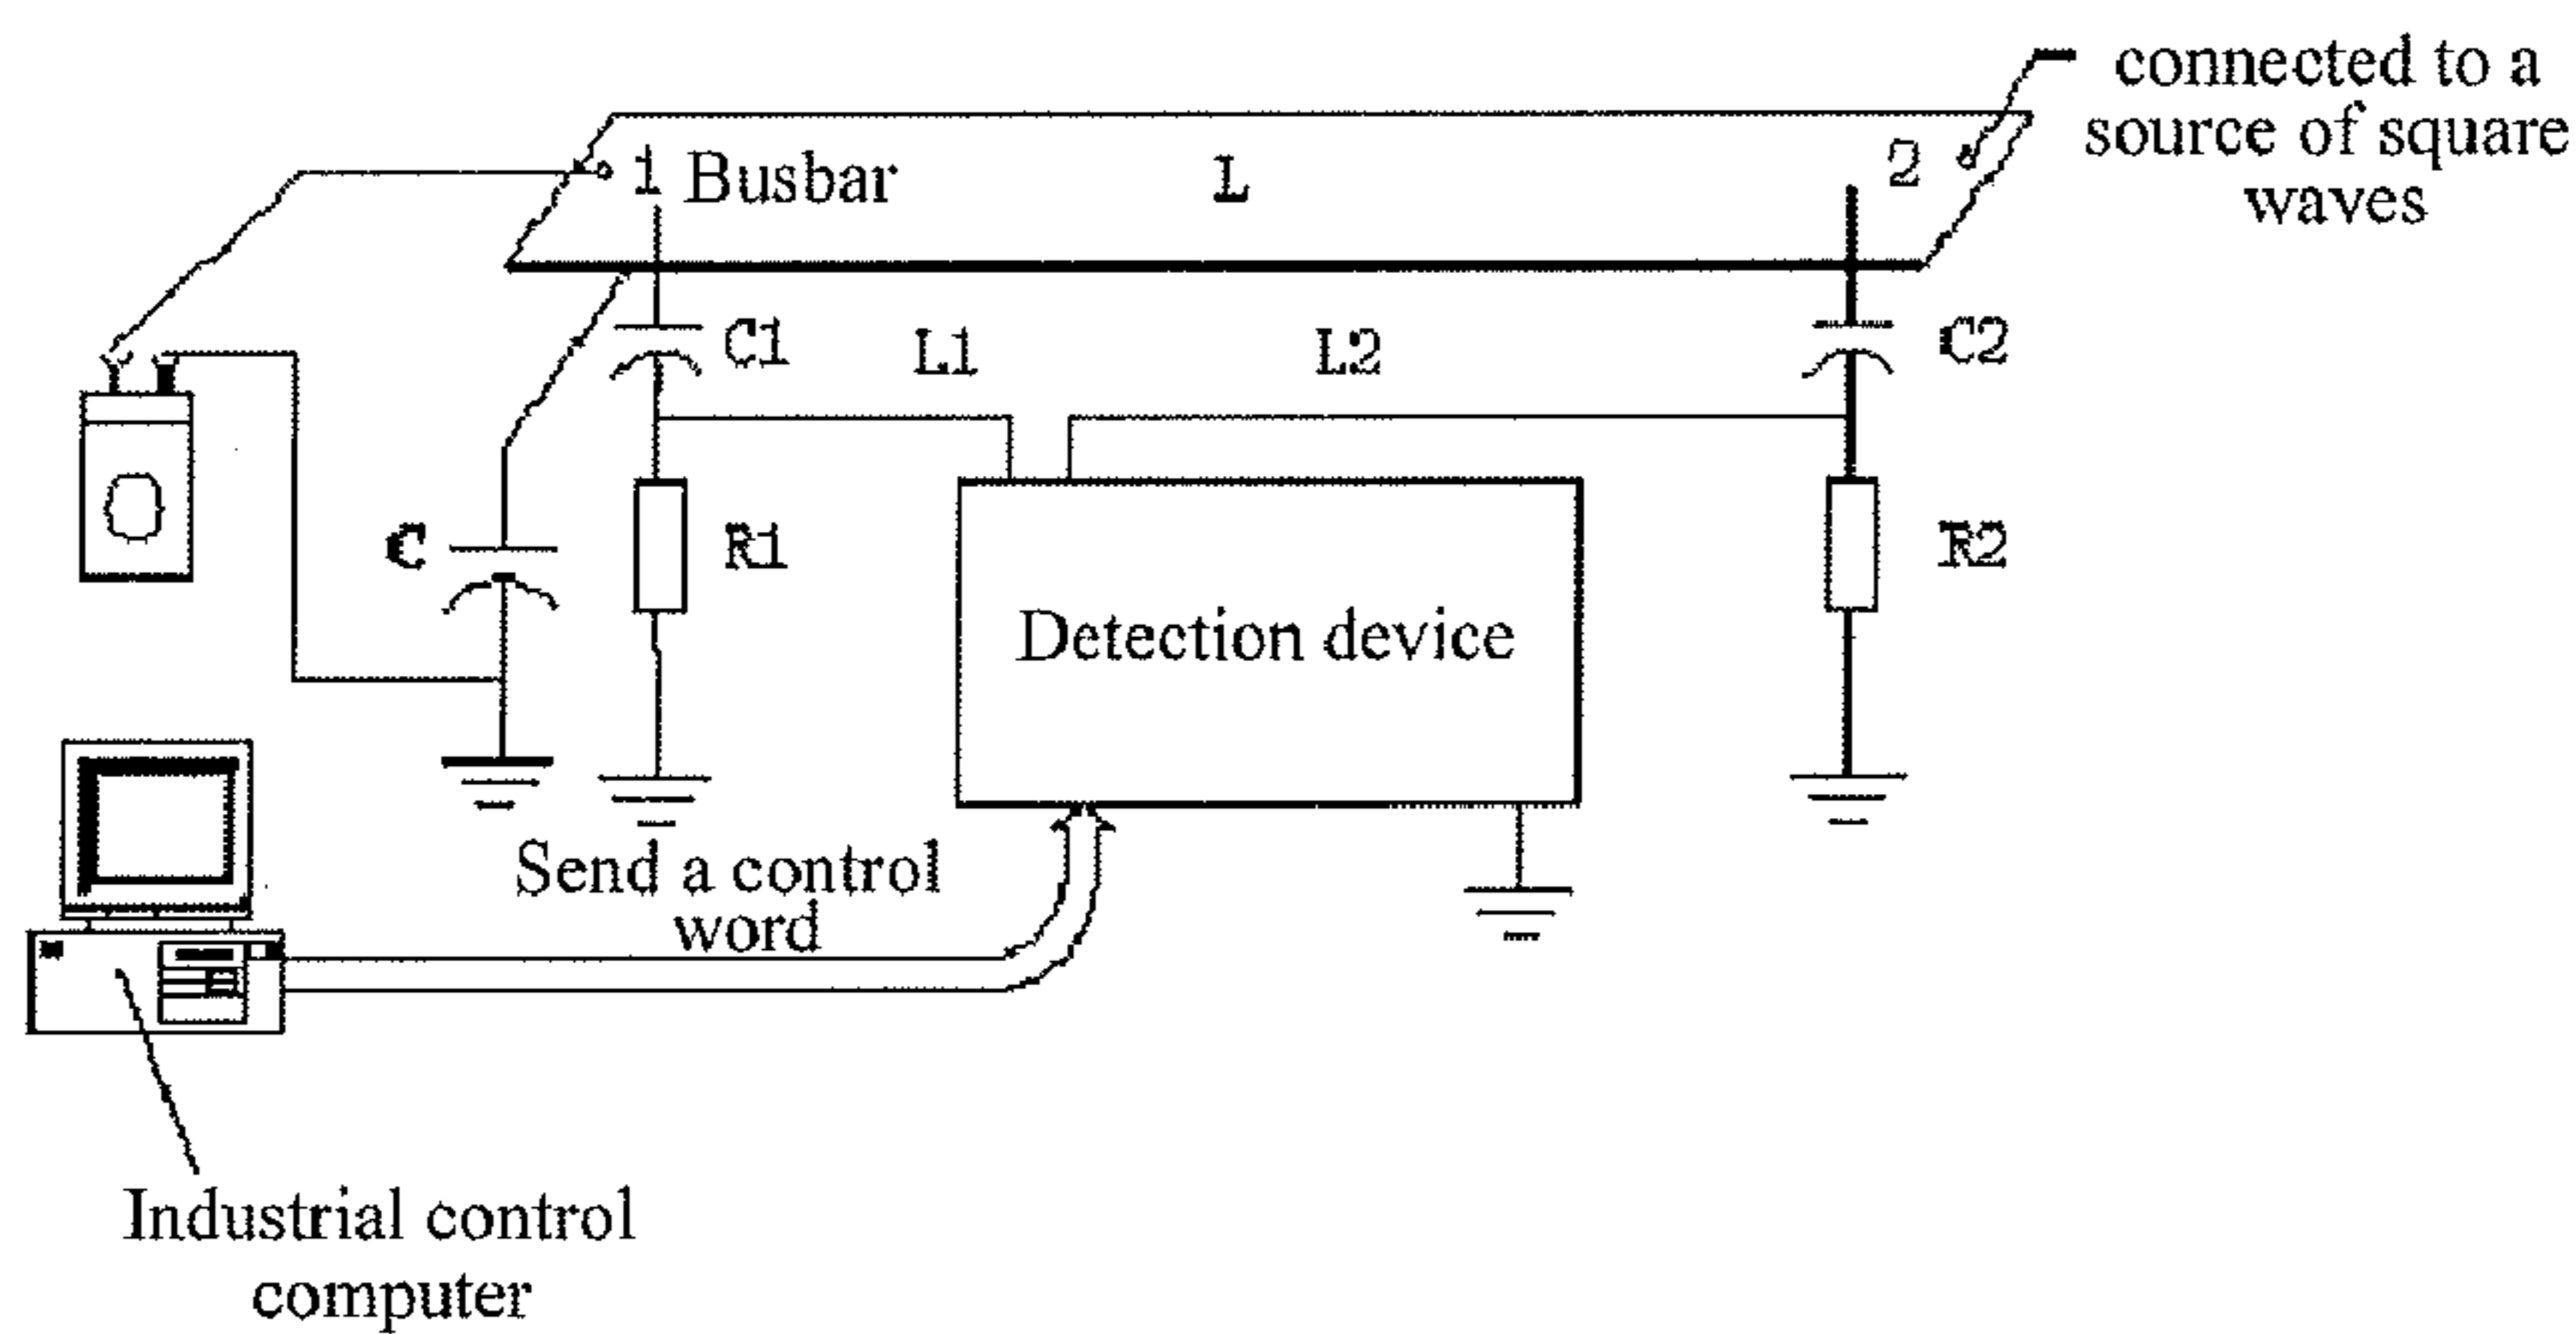 connected to a
source of square
waves
1 Busbar L 2
C1 L1 L2 C2
C R1 R2
Detection device
Send a control
word
Industrial control
computer